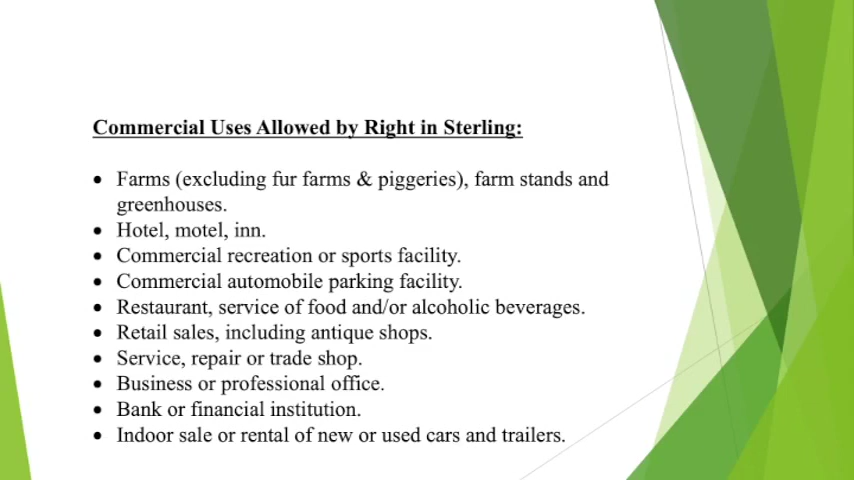 Commercial Uses Allowed by Right in Sterling:
• Farms (excluding fur farms & piggeries), farm stands and
greenhouses.
• Hotel, motel, inn.
• Commercial recreation or sports facility.
• Commercial automobile parking facility.
• Restaurant, service of food and/or alcoholic beverages.
• Retail sales, including antique shops.
• Service, repair or trade shop.
• Business or professional office.
• Bank or financial institution.
• Indoor sale or rental of new or used cars and trailers.